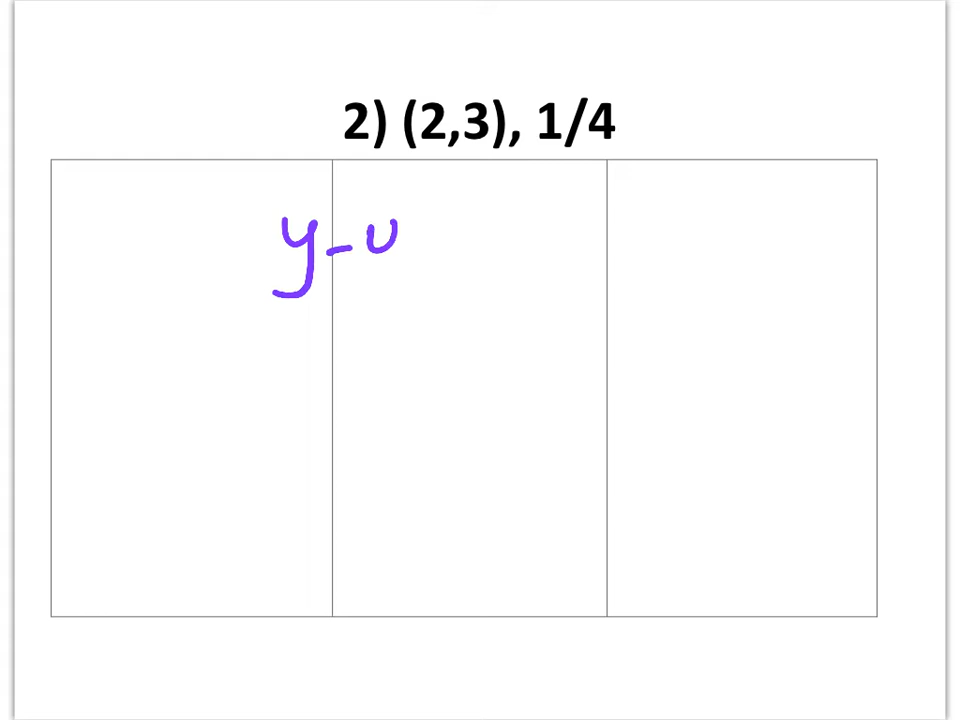 2) (2,3), 1/4
y-u